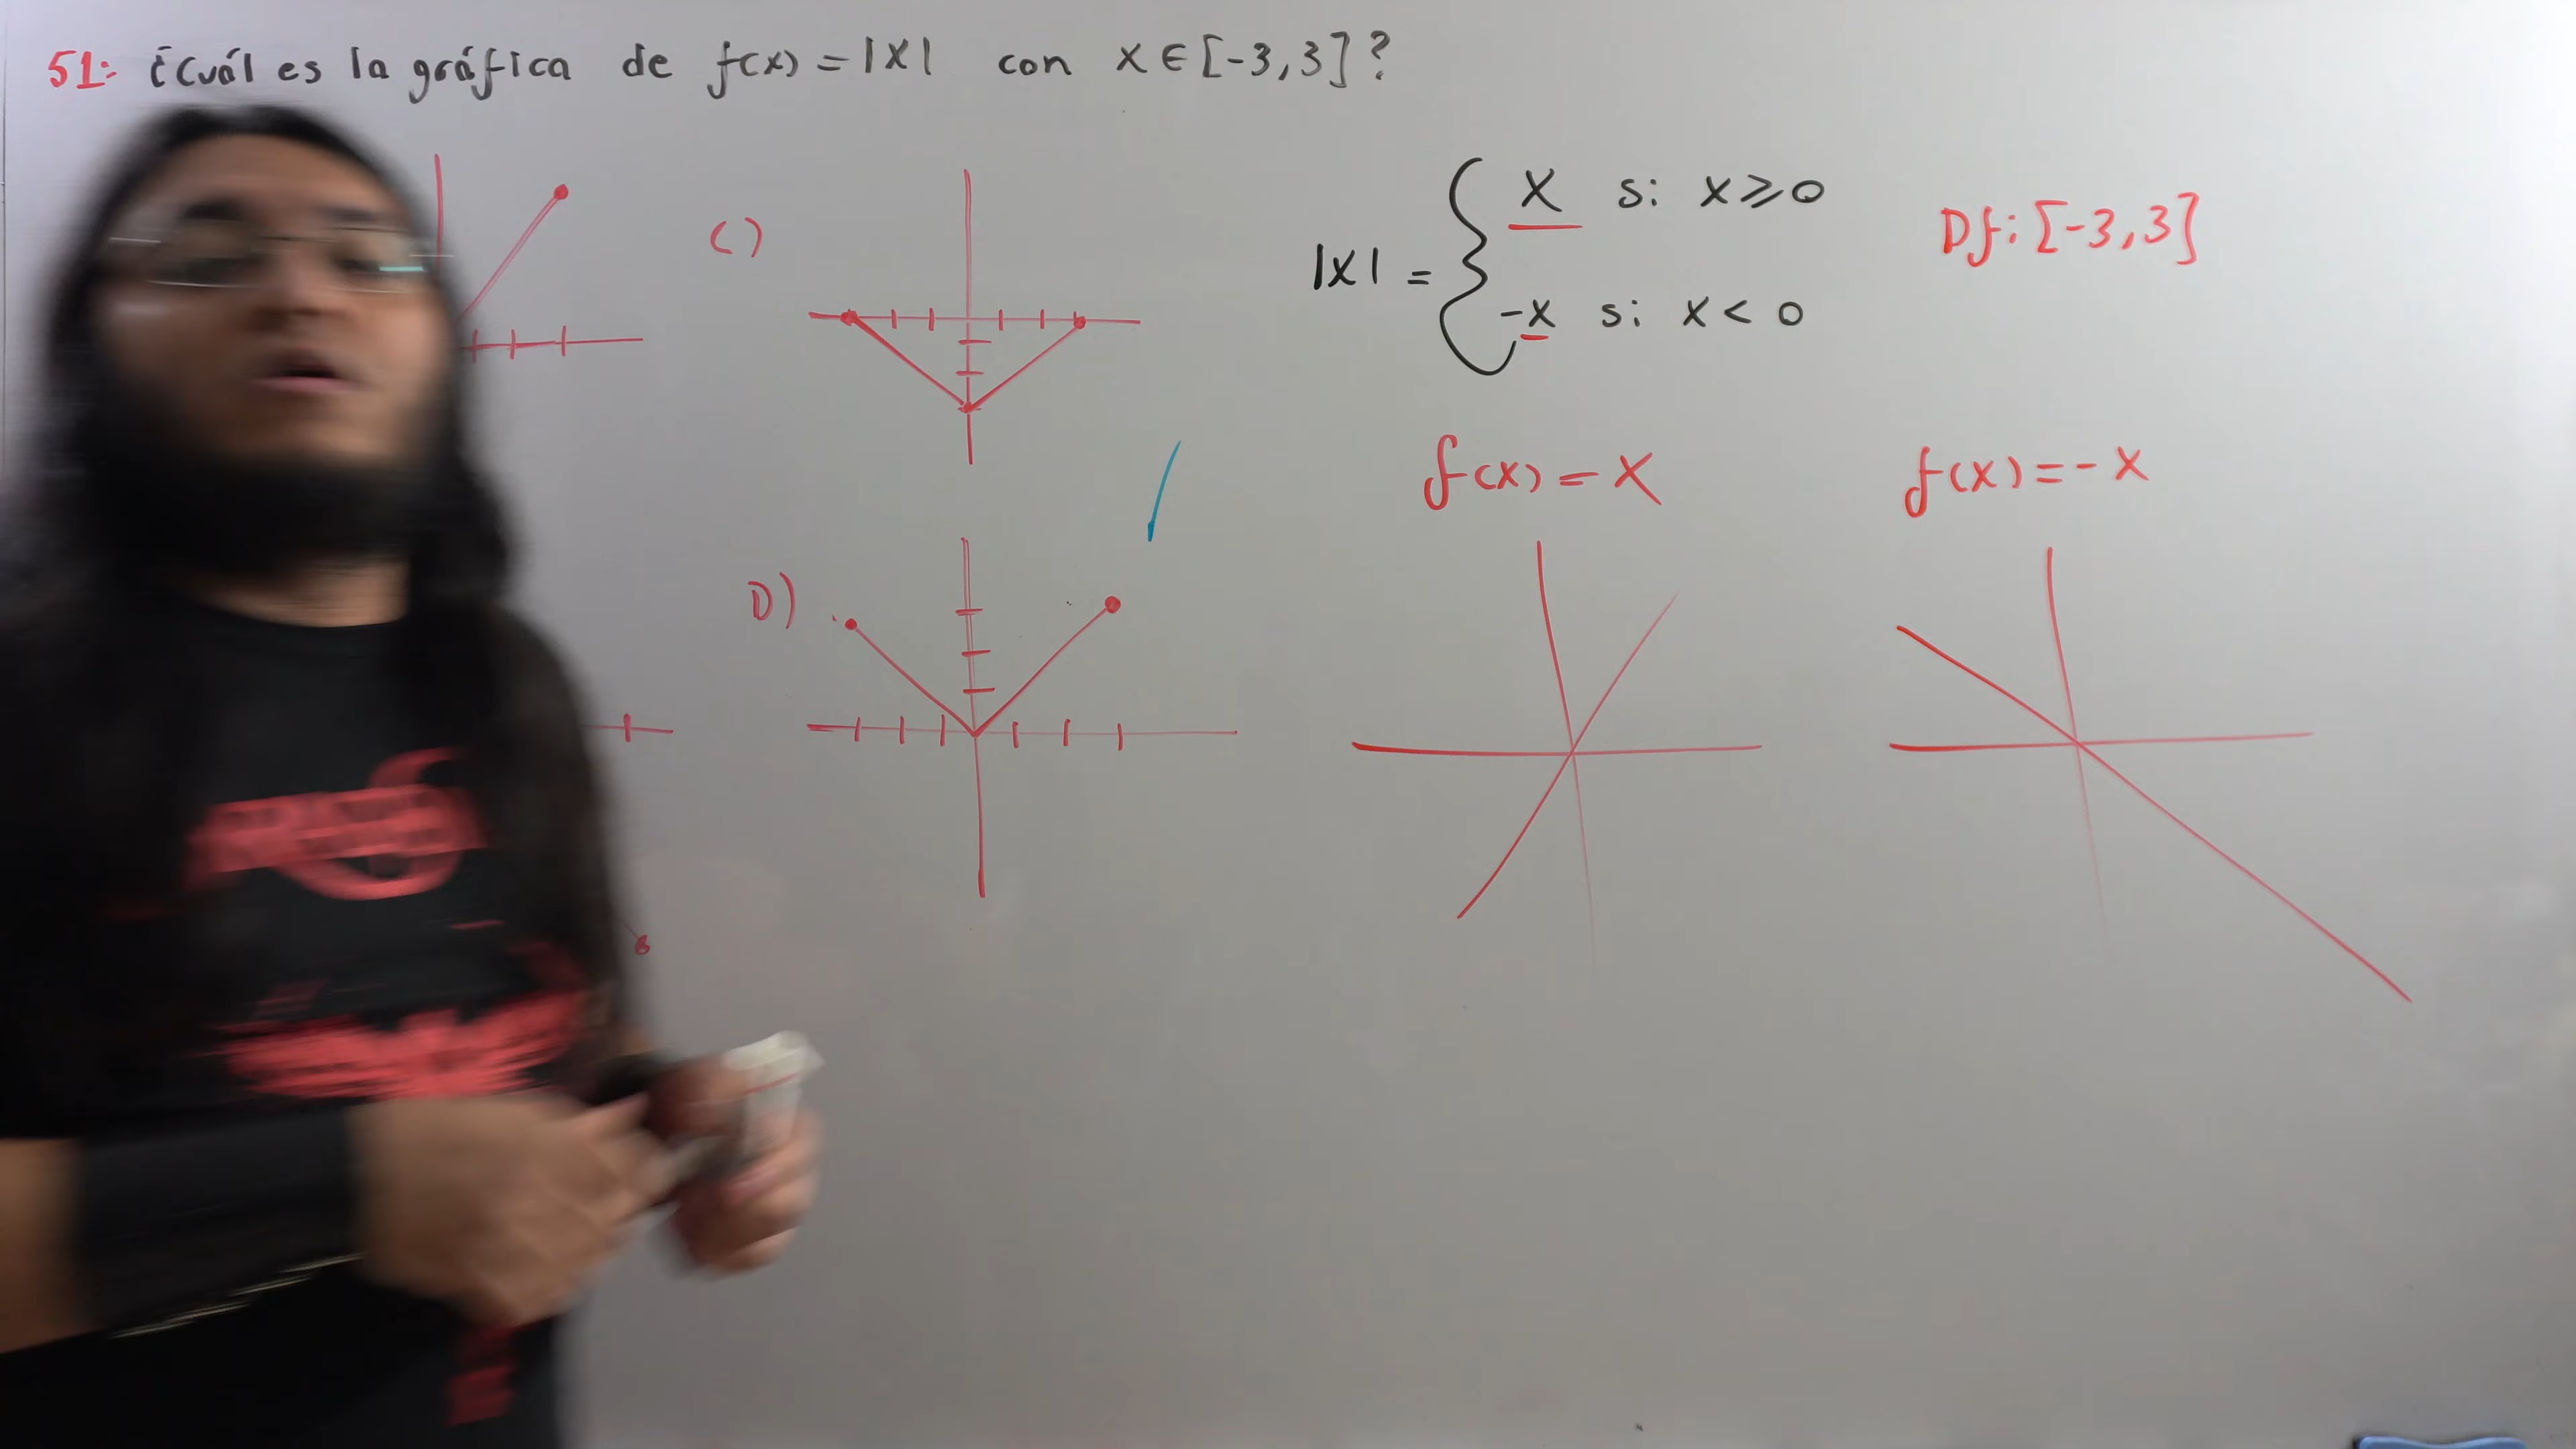 51: ¿Cuál es la gráfica de f(x) = |X| con X ∈ [-3,3]?
C)
D)
|X| = { X si x ⩾ 0
-x si x < 0
Df: [-3,3]
f(x) = X
f(x) = - X